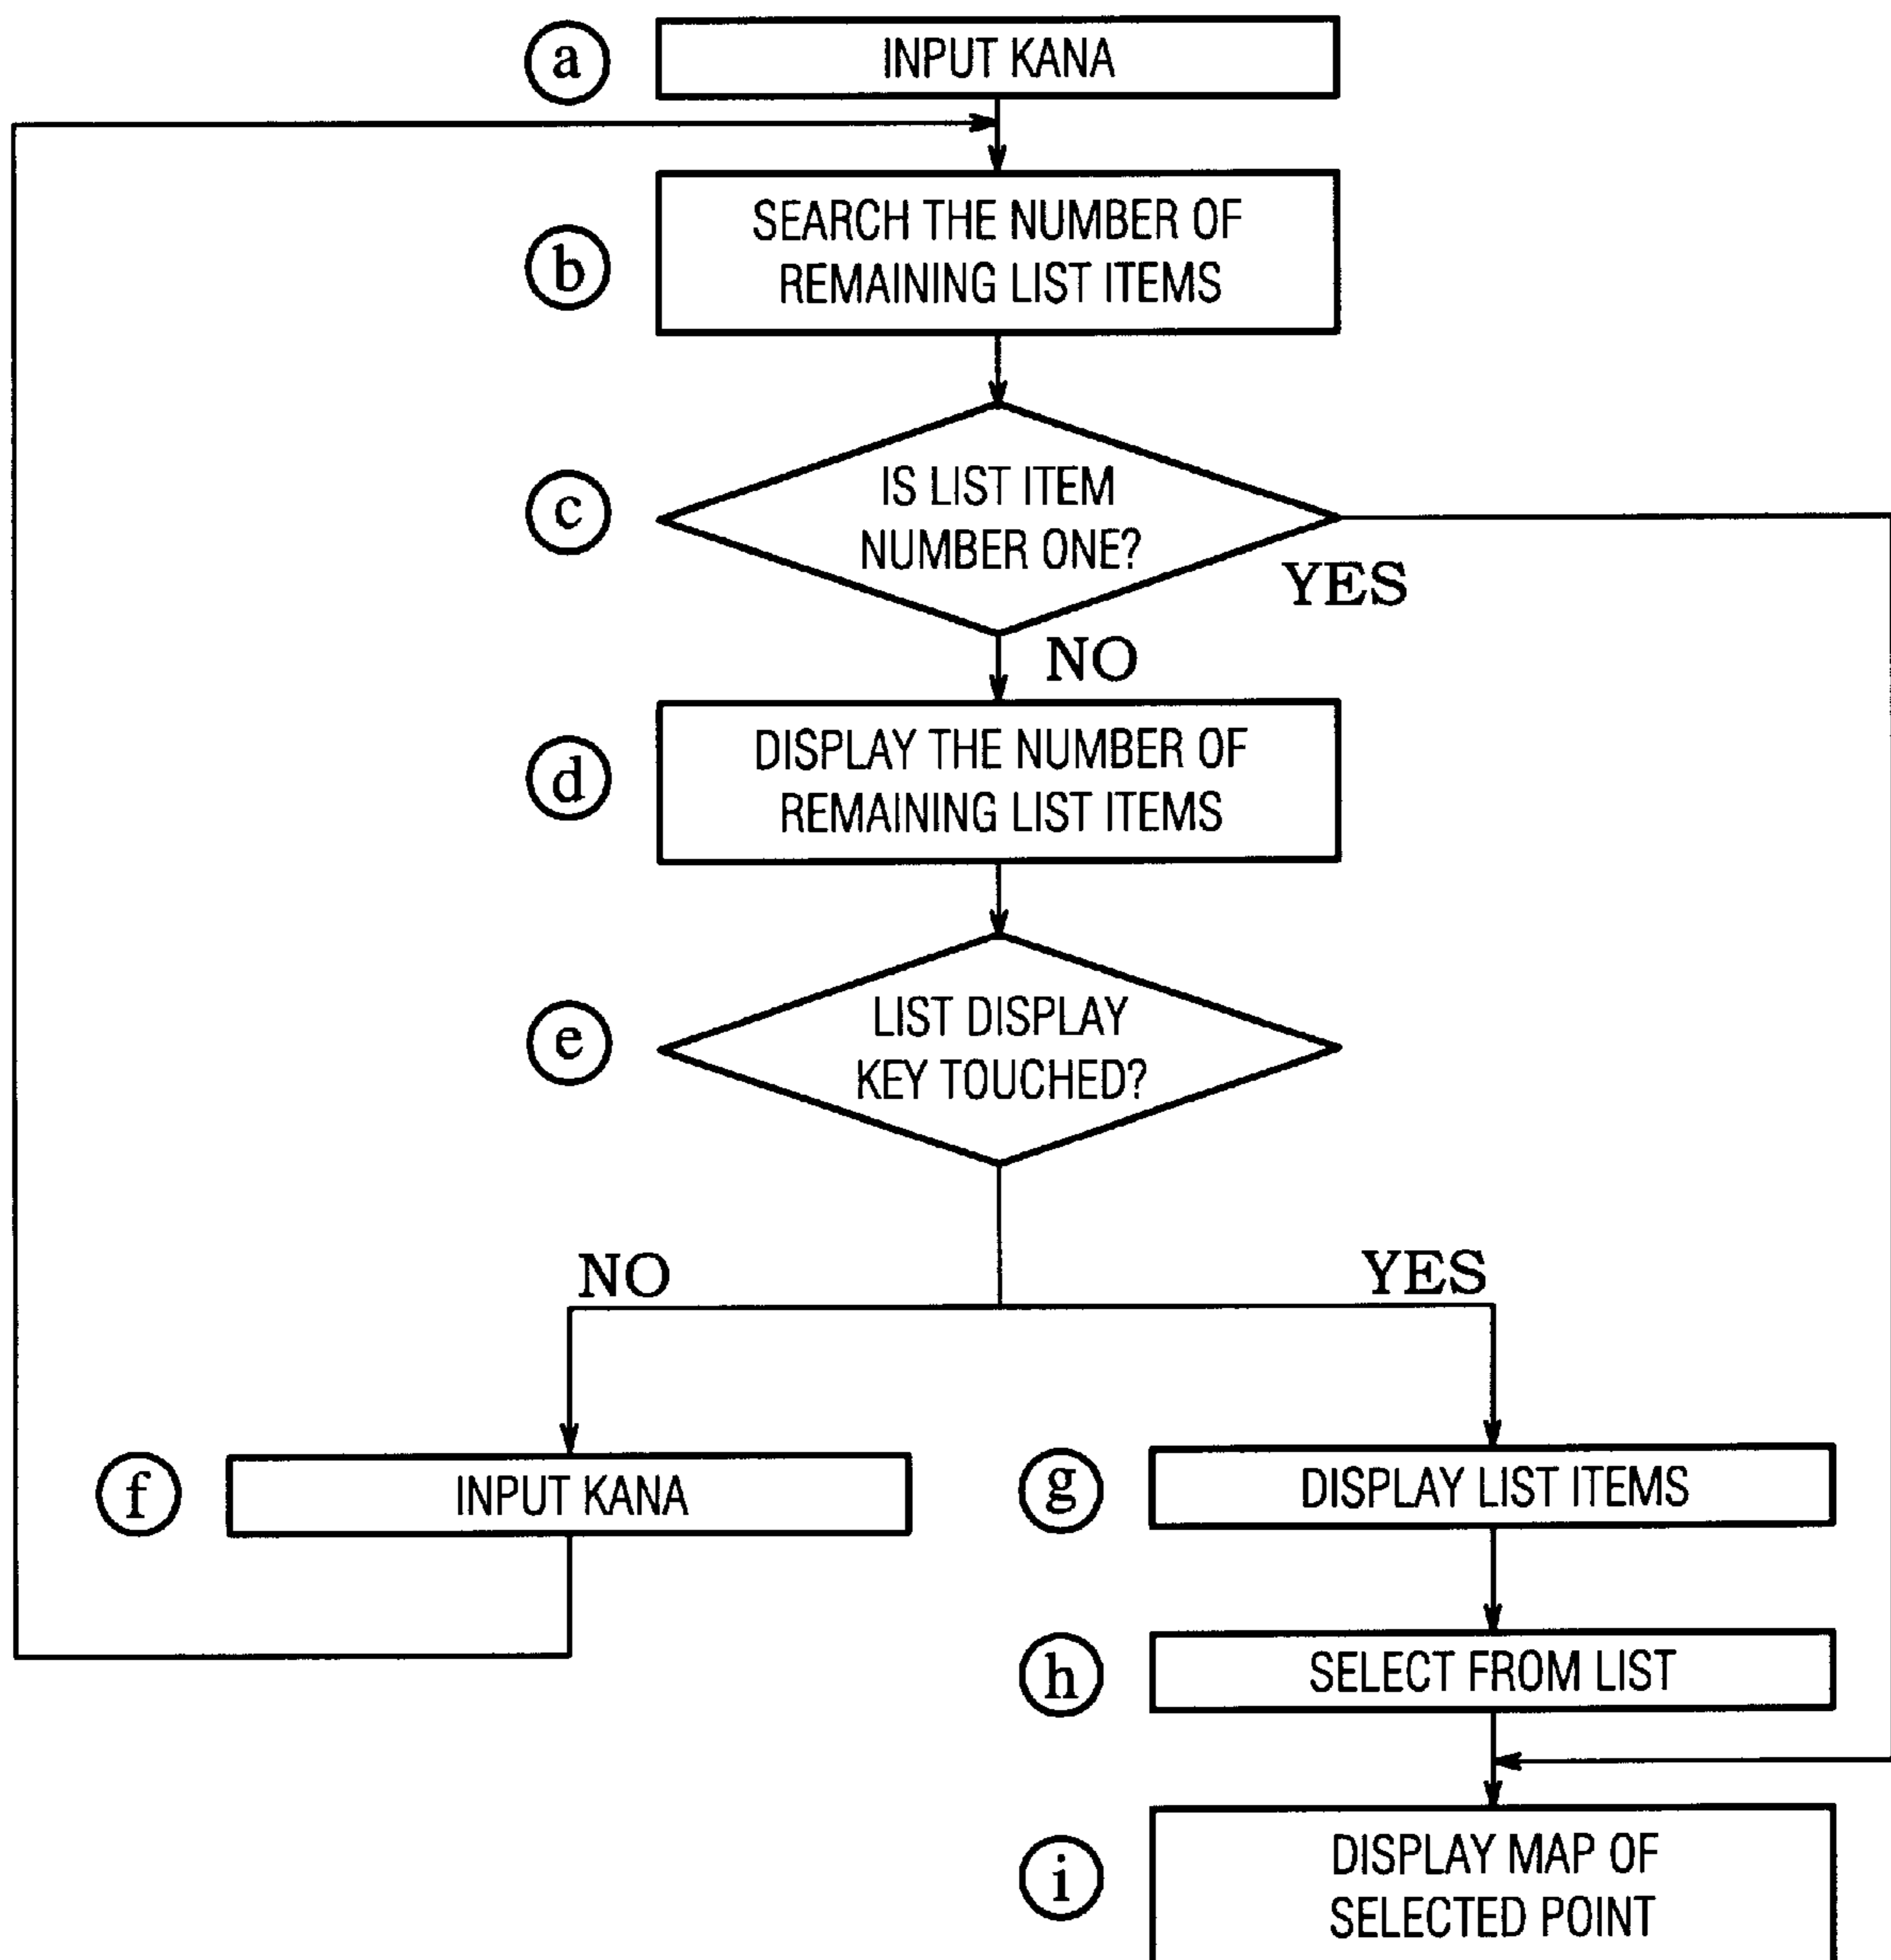 a
INPUT KANA
b
SEARCH THE NUMBER OF
REMAINING LIST ITEMS
c
IS LIST ITEM
NUMBER ONE?
YES
NO
d
DISPLAY THE NUMBER OF
REMAINING LIST ITEMS
e
LIST DISPLAY
KEY TOUCHED?
NO
YES
f
INPUT KANA
g
DISPLAY LIST ITEMS
h
SELECT FROM LIST
i
DISPLAY MAP OF
SELECTED POINT